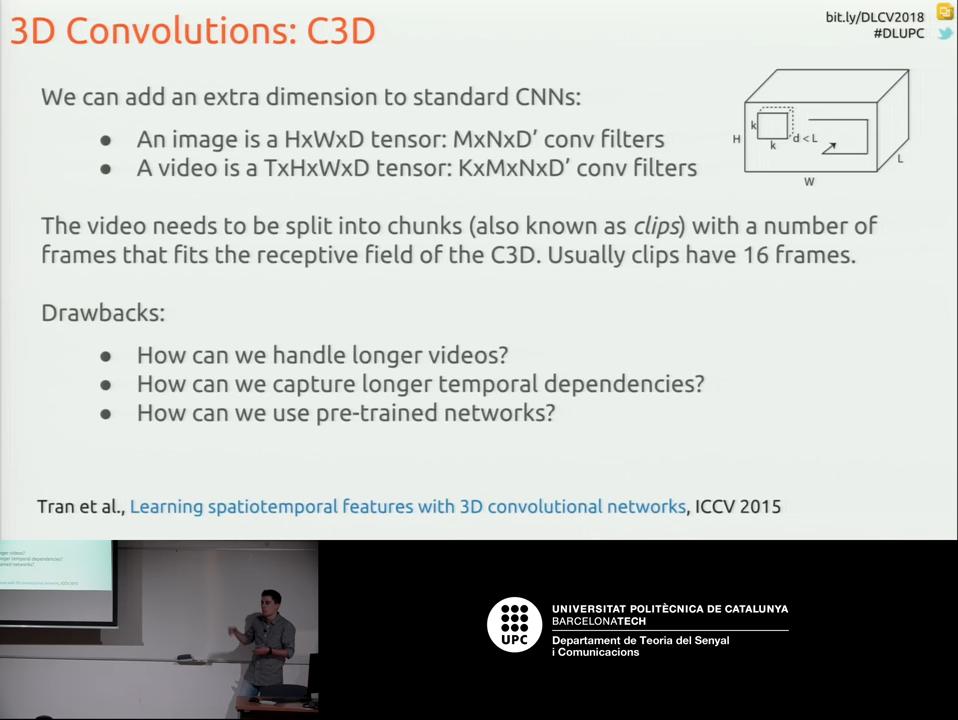 3D Convolutions: C3D
bit.ly/DLCV2018
#DLUPC
We can add an extra dimension to standard CNNs:
● An image is a HxWxD tensor: MxNxD’ conv filters
● A video is a TxHxWxD tensor: KxMxNxD’ conv filters
k
k
d < L
H
L
W
The video needs to be split into chunks (also known as clips) with a number of
frames that fits the receptive field of the C3D. Usually clips have 16 frames.
Drawbacks:
● How can we handle longer videos?
● How can we capture longer temporal dependencies?
● How can we use pre-trained networks?
Tran et al., Learning spatiotemporal features with 3D convolutional networks, ICCV 2015
UPC
UNIVERSITAT POLITÈCNICA DE CATALUNYA
BARCELONATECH
Departament de Teoria del Senyal
i Comunicacions